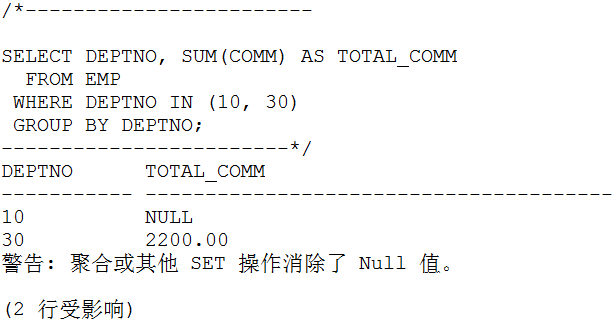 /*------------------------
SELECT DEPTNO, SUM(COMM) AS TOTAL_COMM
  FROM EMP
 WHERE DEPTNO IN (10, 30)
 GROUP BY DEPTNO;
------------------------*/
DEPTNO      TOTAL_COMM
----------- ---------------------------------------
10          NULL
30          2200.00
警告: 聚合或其他 SET 操作消除了 Null 值。
(2 行受影响)